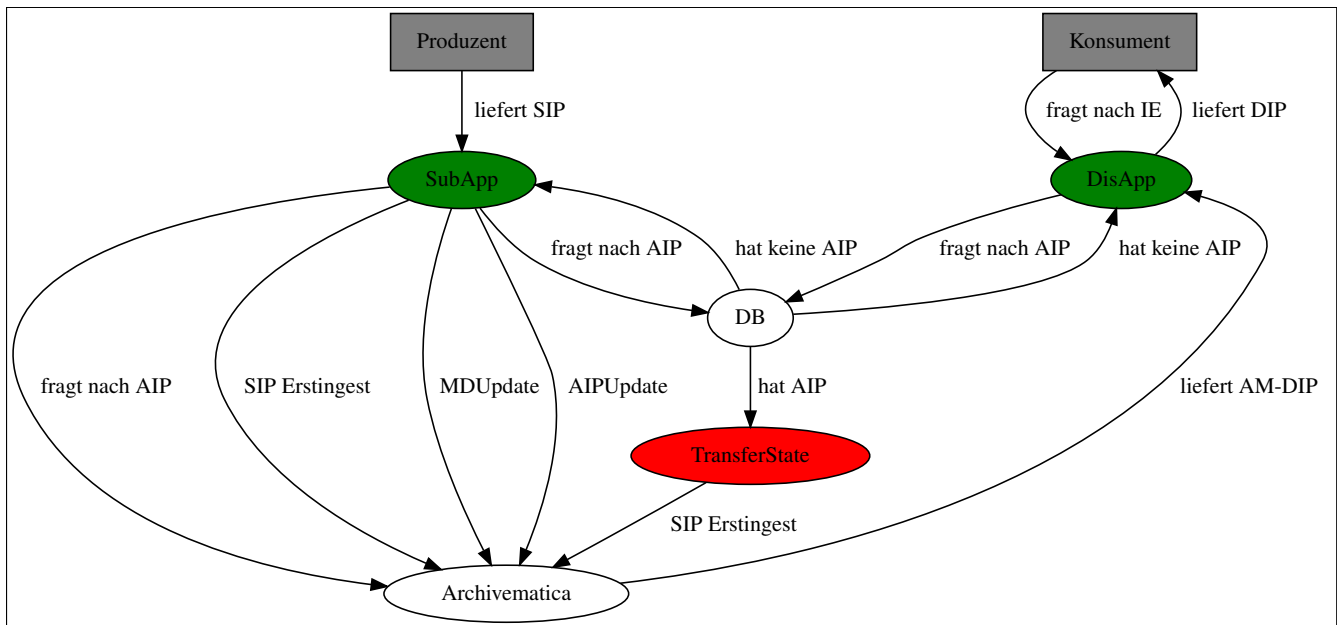 Produzent
Konsument
liefert SIP
fragt nach IE
liefert DIP
SubApp
DisApp
fragt nach AIP
hat keine AIP
fragt nach AIP
hat keine AIP
DB
fragt nach AIP
SIP Erstingest
MDUpdate
AIPUpdate
hat AIP
liefert AM-DIP
TransferState
SIP Erstingest
Archivematica